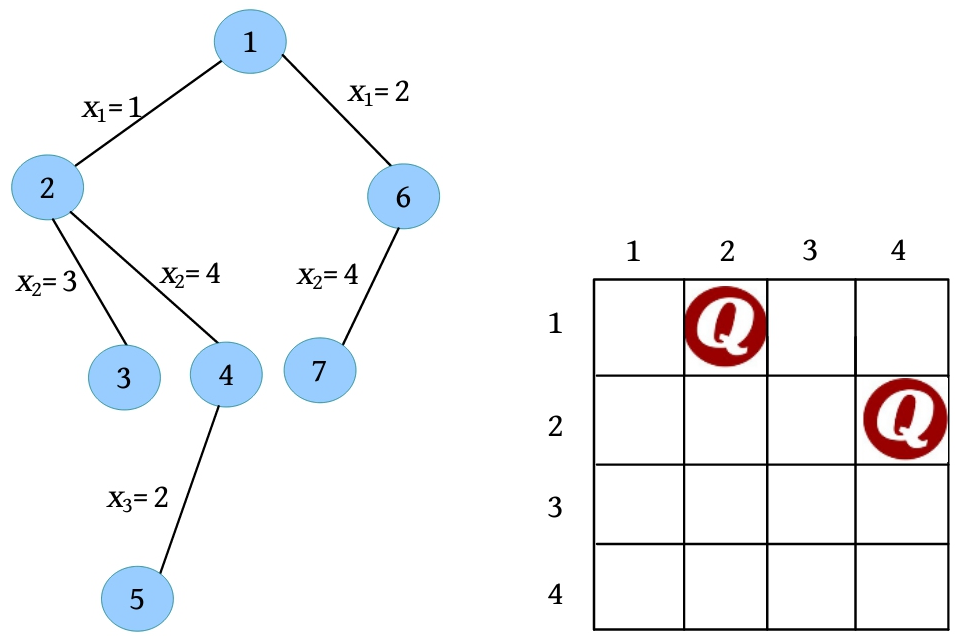 1
x₁= 1
x₁= 2
2
6
x₂= 3
x₂= 4
x₂= 4
3
4
7
x₃= 2
5
1 2 3 4
1 Q
2 Q
3
4